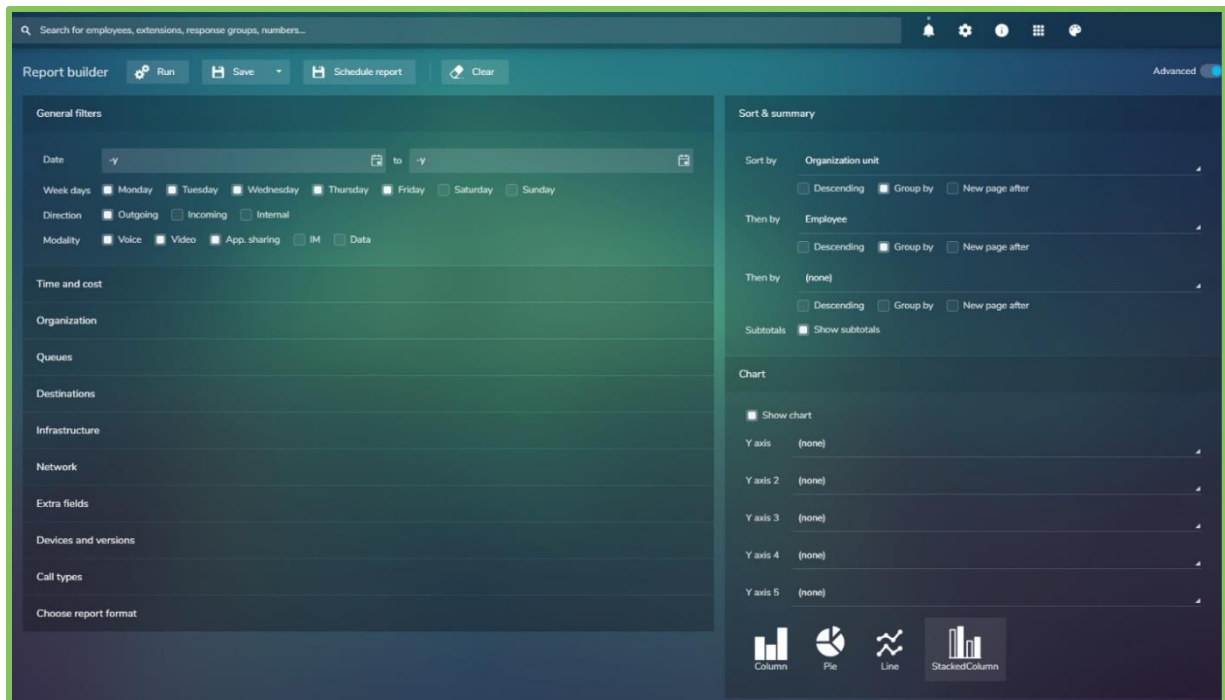 Search for employees, extensions, response groups, numbers...
Report builder Run Save Schedule report Clear Advanced
General filters
Date -y to -y
Week days Monday Tuesday Wednesday Thursday Friday Saturday Sunday
Direction Outgoing Incoming Internal
Modality Voice Video App. sharing IM Data
Time and cost
Organization
Queues
Destinations
Infrastructure
Network
Extra fields
Devices and versions
Call types
Choose report format
Sort & summary
Sort by Organization unit
Descending Group by New page after
Then by Employee
Descending Group by New page after
Then by (none)
Descending Group by New page after
Subtotals Show subtotals
Chart
Show chart
Y axis (none)
Y axis 2 (none)
Y axis 3 (none)
Y axis 4 (none)
Y axis 5 (none)
Column Pie Line StackedColumn